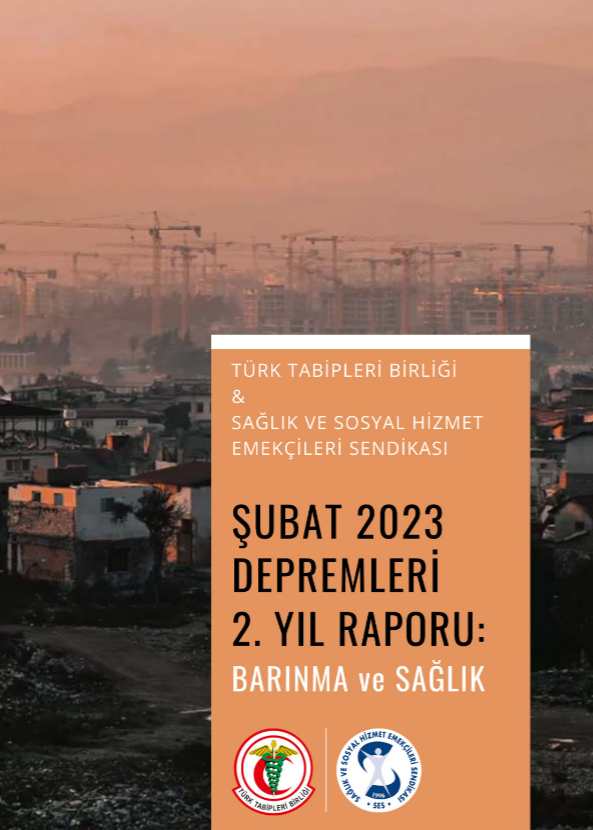 TÜRK TABİPLERİ BİRLİĞİ
&
SAĞLIK VE SOSYAL HİZMET
EMEKÇİLERİ SENDİKASI
ŞUBAT 2023
DEPREMLERİ
2. YIL RAPORU:
BARINMA ve SAĞLIK
TÜRK TABİPLERİ BİRLİĞİ
SAĞLIK VE SOSYAL HİZMET EMEKÇİLERİ SENDİKASI
1996
• SES •